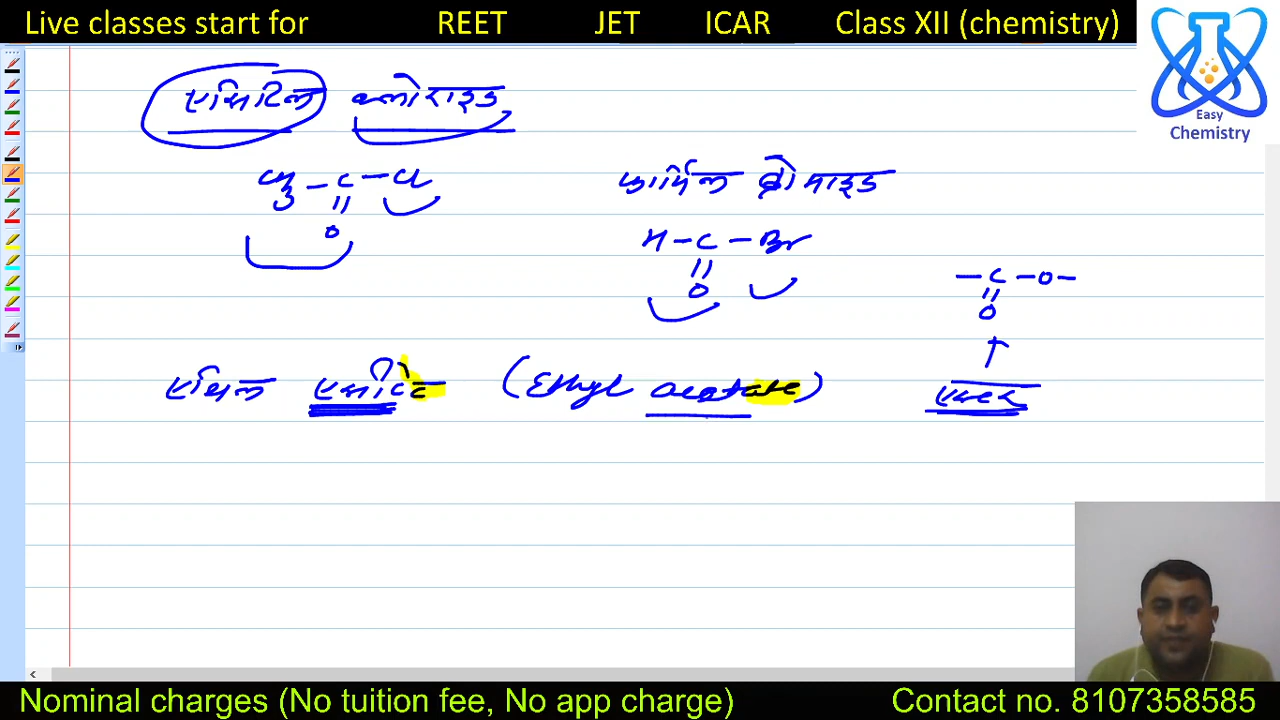 Live classes start for REET JET ICAR Class XII (chemistry)
Easy
Chemistry
एसिटिल क्लोराइड
CH3 – C – Cl
||
O
फार्मिल ब्रोमाइड
H – C – Br
||
O
– C – O –
||
O
एथिल एसीटेट (Ethyl acetate) एस्टर
Nominal charges (No tuition fee, No app charge) Contact no. 8107358585